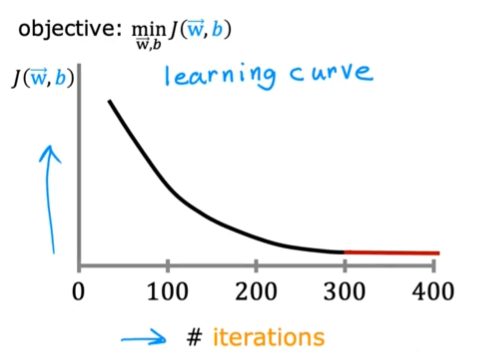 objective: min J(w⃗, b)
w⃗,b
J(w⃗, b)
learning curve
0 100 200 300 400
# iterations